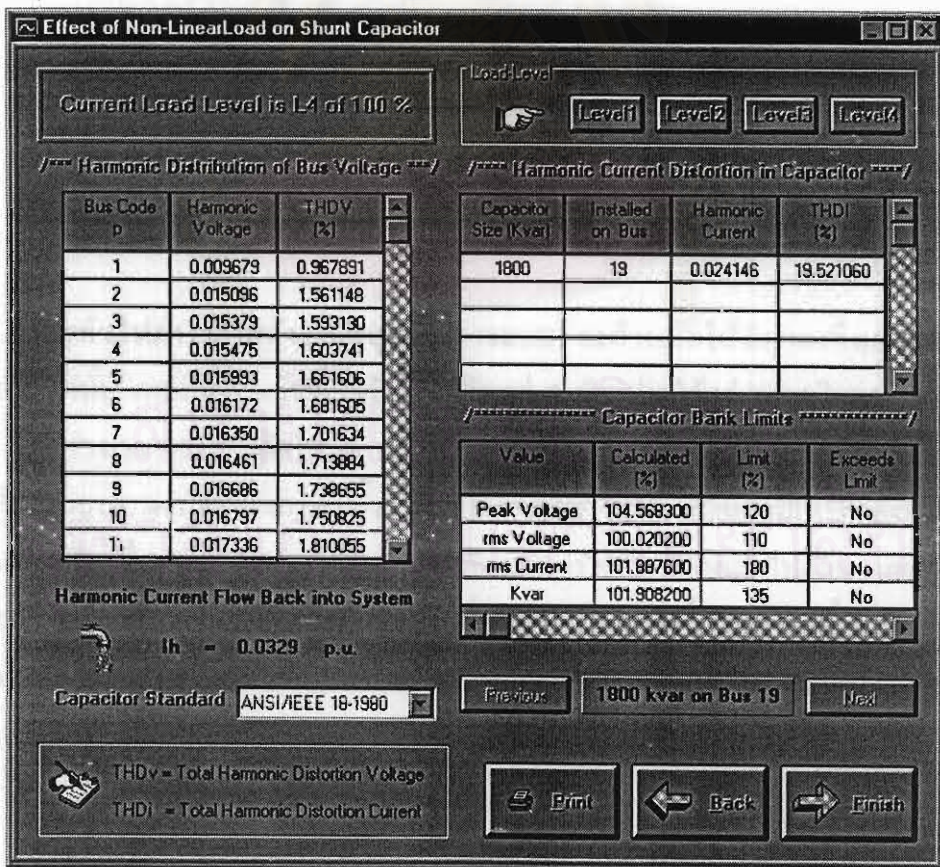 Effect of Non-LinearLoad on Shunt Capacitor
Current Load Level is L4 of 100 %
Load-Level
Level1 Level2 Level3 Level4
/*** Harmonic Distribution of Bus Voltage ***/
Bus Code p Harmonic Voltage THDV (%)
1 0.009679 0.967891
2 0.015096 1.561148
3 0.015379 1.593130
4 0.015475 1.603741
5 0.015993 1.661606
6 0.016172 1.681605
7 0.016350 1.701634
8 0.016461 1.713884
9 0.016686 1.738655
10 0.016797 1.750825
11 0.017336 1.810055
/**** Harmonic Current Distortion in Capacitor ****/
Capacitor Size (Kvar) Installed on Bus Harmonic Current THDI (%)
1800 19 0.024146 19.521060
/**************** Capacitor Bank Limits **************/
Value Calculated (%) Limit (%) Exceeds Limit
Peak Voltage 104.568300 120 No
rms Voltage 100.020200 110 No
rms Current 101.887600 180 No
Kvar 101.908200 135 No
Harmonic Current Flow Back into System
Ih = 0.0329 p.u.
Capacitor Standard ANSI/IEEE 18-1980
Previous 1800 kvar on Bus 19 Next
THDv = Total Harmonic Distortion Voltage
THDi = Total Harmonic Distortion Current
Print Back Finish